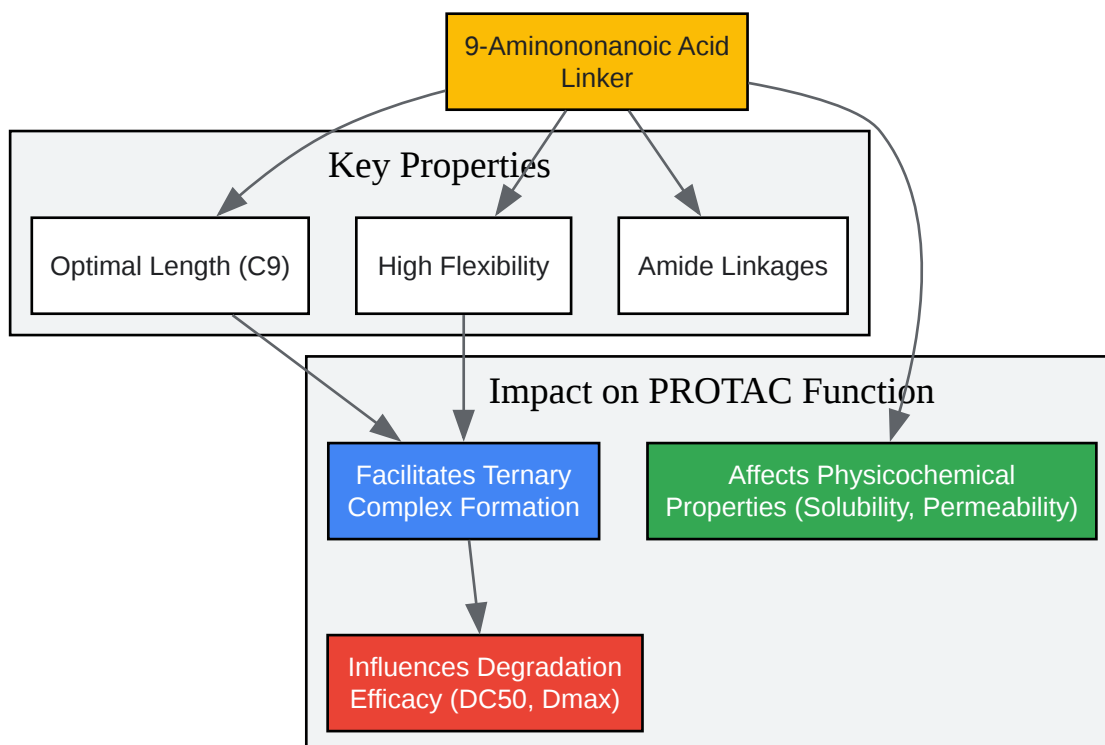 9-Aminononanoic Acid
Linker
Key Properties
Optimal Length (C9)
High Flexibility
Amide Linkages
Impact on PROTAC Function
Facilitates Ternary
Complex Formation
Affects Physicochemical
Properties (Solubility, Permeability)
Influences Degradation
Efficacy (DC50, Dmax)